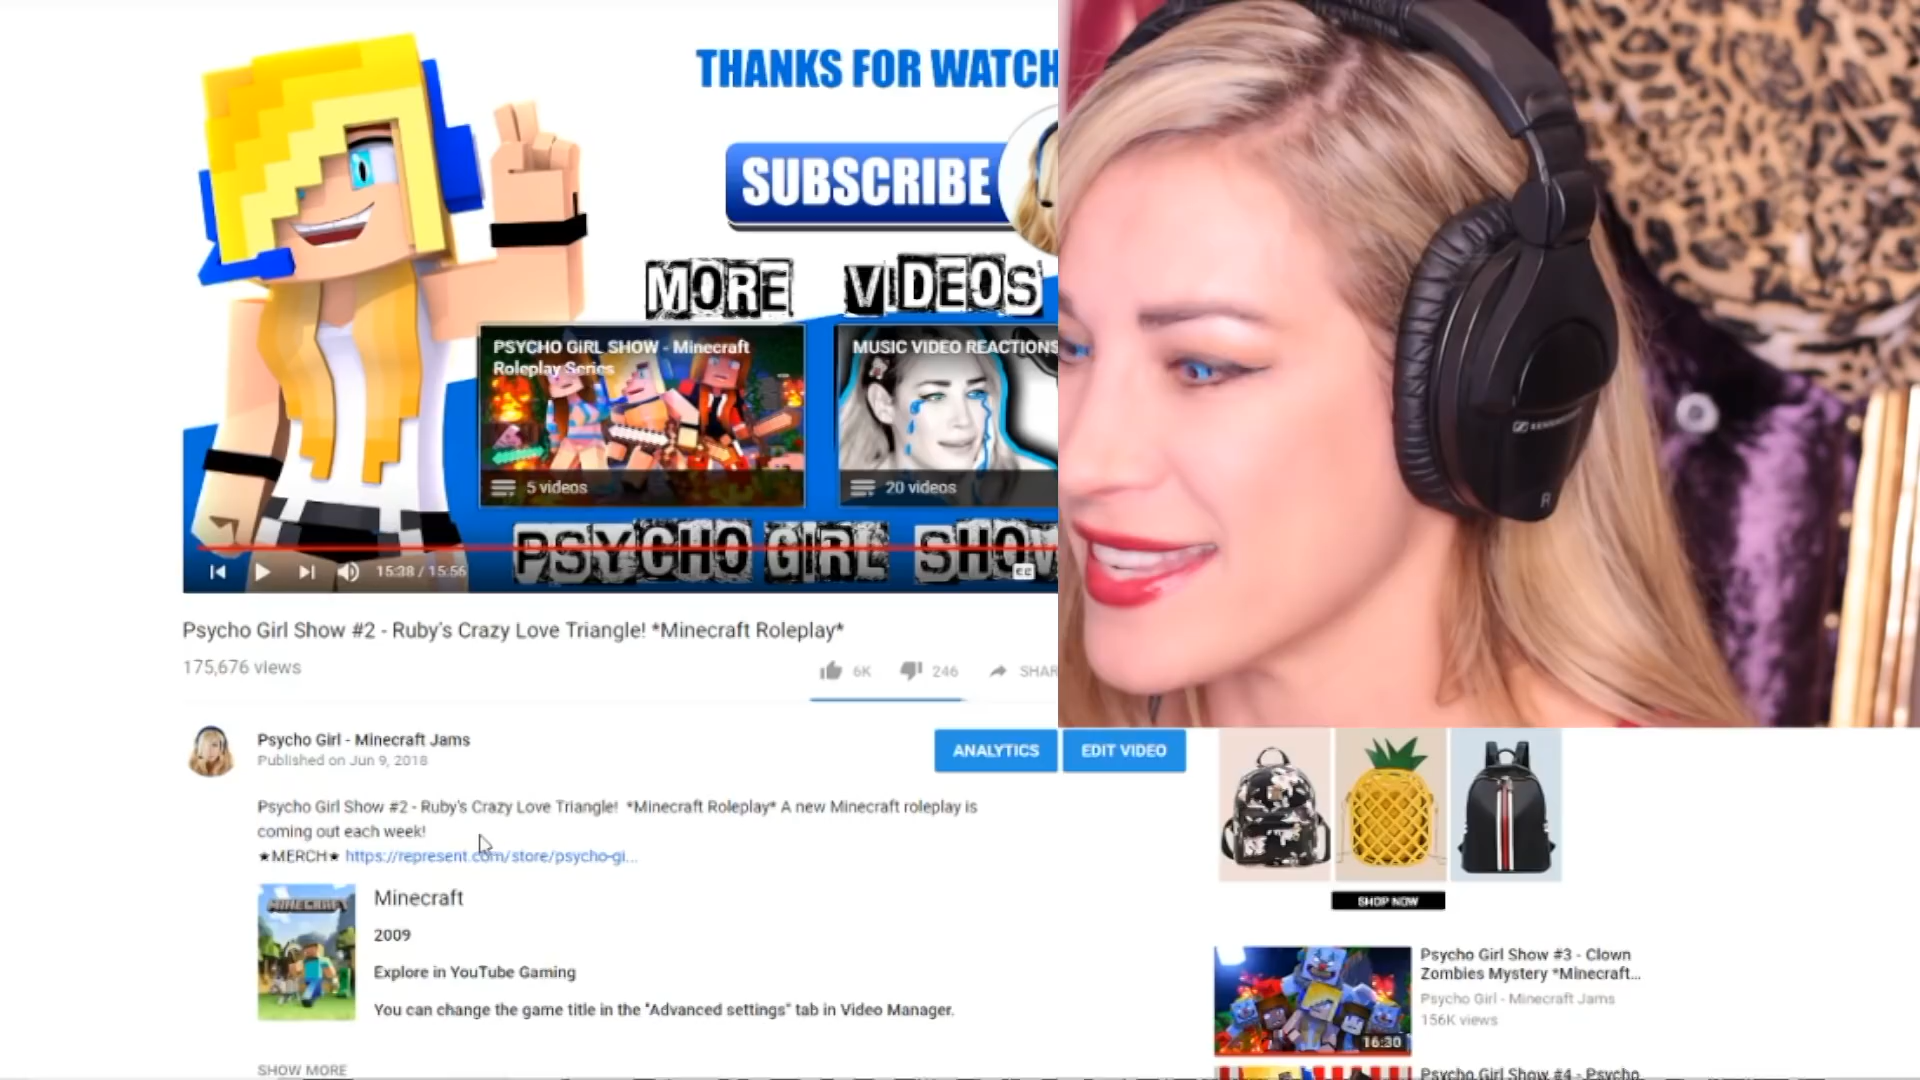 THANKS FOR WATCH
SUBSCRIBE
MORE VIDEOS
PSYCHO GIRL SHOW - Minecraft
Roleplay Series
5 videos
MUSIC VIDEO REACTIONS
20 videos
PSYCHO GIRL SHOW
15:38 / 15:56
CC
R
Psycho Girl Show #2 - Ruby's Crazy Love Triangle! *Minecraft Roleplay*
175,676 views
6K
246
SHAR
Psycho Girl - Minecraft Jams
Published on Jun 9, 2018
ANALYTICS
EDIT VIDEO
Psycho Girl Show #2 - Ruby's Crazy Love Triangle! *Minecraft Roleplay* A new Minecraft roleplay is
coming out each week!
★MERCH★ https://represent.com/store/psycho-gi...
MINECRAFT
Minecraft
2009
Explore in YouTube Gaming
You can change the game title in the "Advanced settings" tab in Video Manager.
SHOW MORE
SHOP NOW
16:30
Psycho Girl Show #3 - Clown
Zombies Mystery *Minecraft...
Psycho Girl - Minecraft Jams
156K views
Psycho Girl Show #4 - Psycho